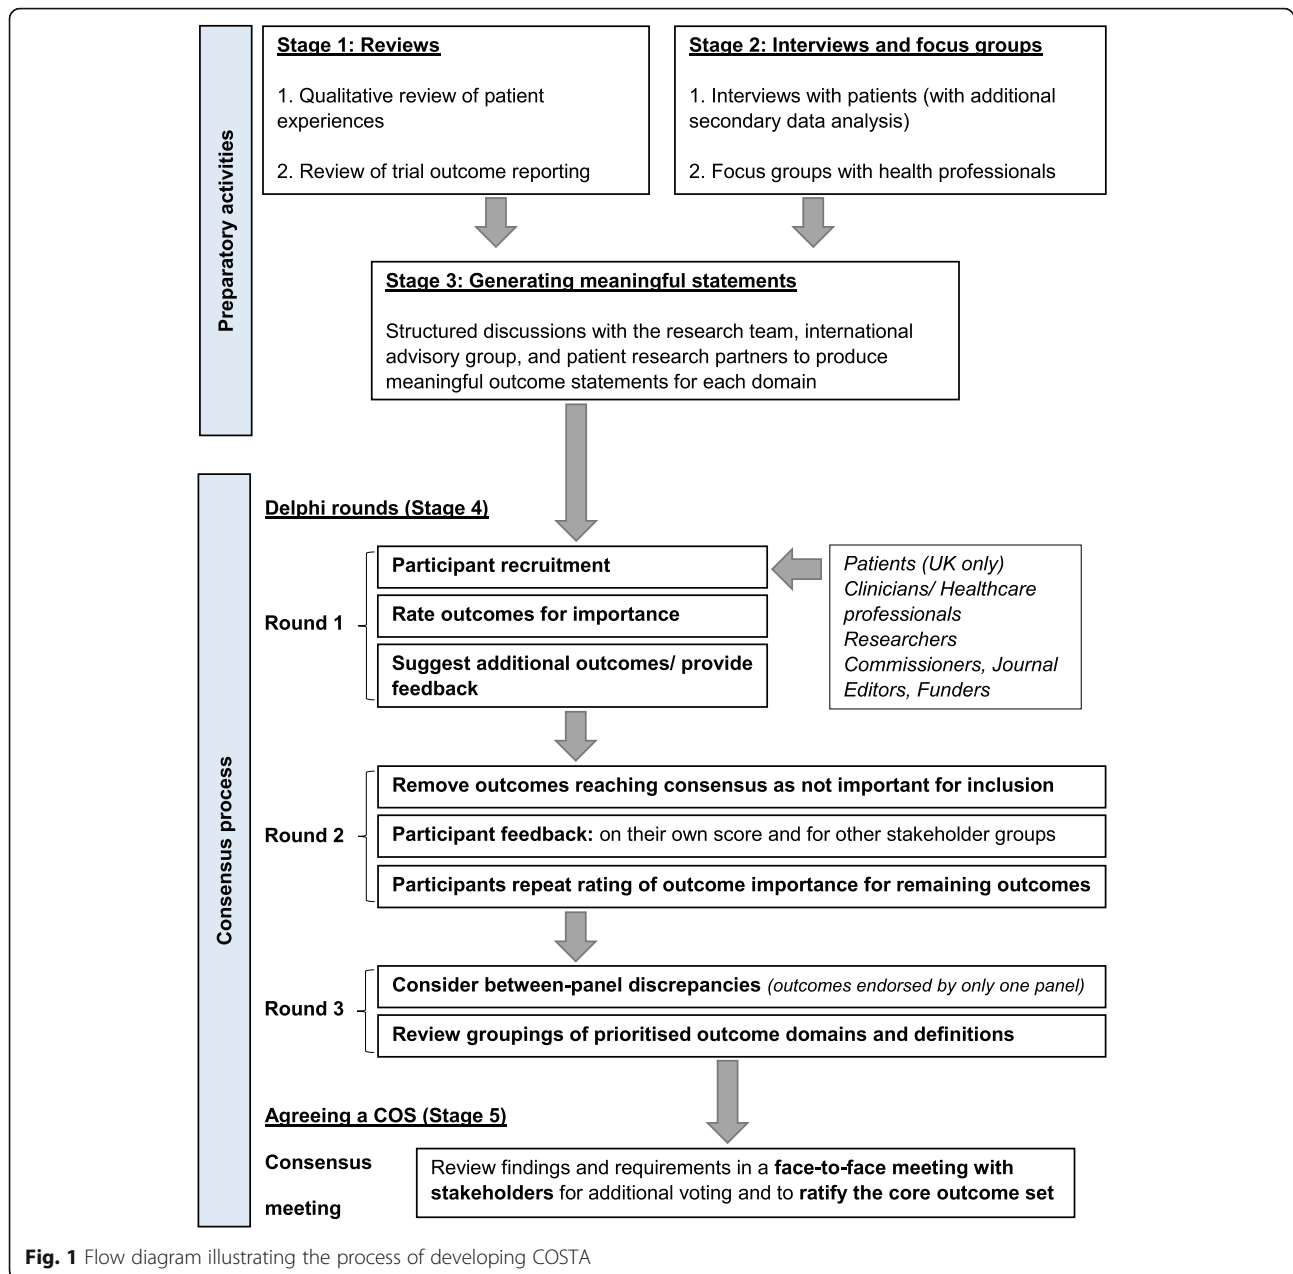 Preparatory activities
Stage 1: Reviews
1. Qualitative review of patient
experiences
2. Review of trial outcome reporting
Stage 2: Interviews and focus groups
1. Interviews with patients (with additional
secondary data analysis)
2. Focus groups with health professionals
Stage 3: Generating meaningful statements
Structured discussions with the research team, international
advisory group, and patient research partners to produce
meaningful outcome statements for each domain
Consensus process
Delphi rounds (Stage 4)
Round 1
Participant recruitment
Rate outcomes for importance
Suggest additional outcomes/ provide
feedback
Patients (UK only)
Clinicians/ Healthcare
professionals
Researchers
Commissioners, Journal
Editors, Funders
Round 2
Remove outcomes reaching consensus as not important for inclusion
Participant feedback: on their own score and for other stakeholder groups
Participants repeat rating of outcome importance for remaining outcomes
Round 3
Consider between-panel discrepancies (outcomes endorsed by only one panel)
Review groupings of prioritised outcome domains and definitions
Agreeing a COS (Stage 5)
Consensus
meeting
Review findings and requirements in a face-to-face meeting with
stakeholders for additional voting and to ratify the core outcome set
Fig. 1 Flow diagram illustrating the process of developing COSTA